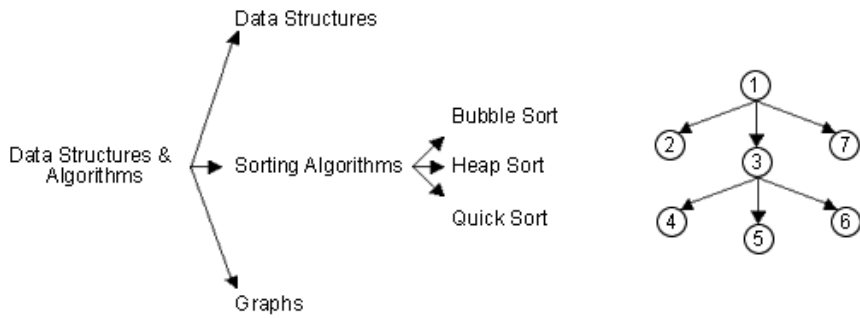 Data Structures
Data Structures &
Algorithms
Sorting Algorithms
Bubble Sort
Heap Sort
Quick Sort
Graphs
1
2
3
7
4
5
6